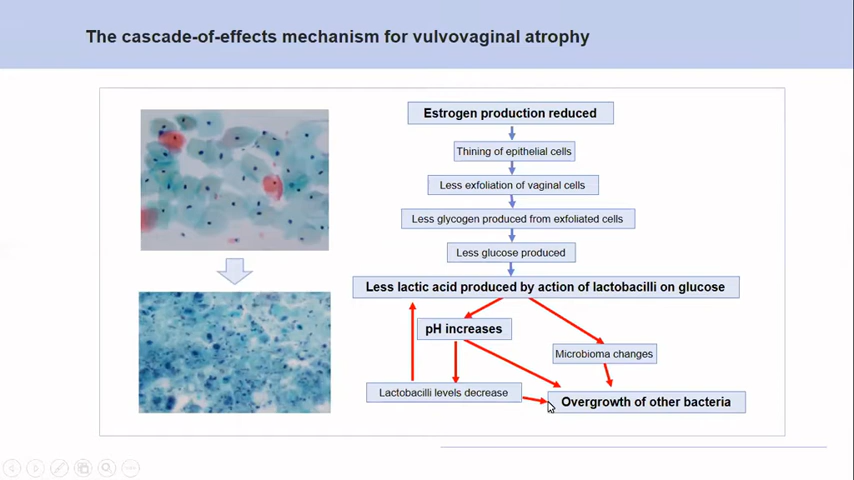 The cascade-of-effects mechanism for vulvovaginal atrophy
Estrogen production reduced
Thining of epithelial cells
Less exfoliation of vaginal cells
Less glycogen produced from exfoliated cells
Less glucose produced
Less lactic acid produced by action of lactobacilli on glucose
pH increases
Microbioma changes
Lactobacilli levels decrease
Overgrowth of other bacteria